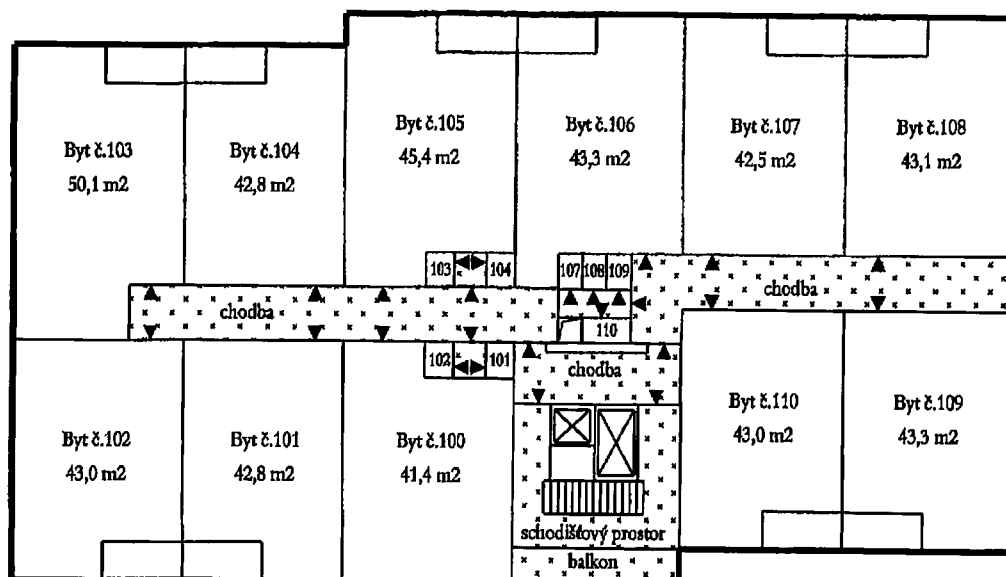 Byt č.105
45,4 m2
Byt č.106
43,3 m2
Byt č.107
42,5 m2
Byt č.108
43,1 m2
Byt č.103
50,1 m2
Byt č.104
42,8 m2
103
104
107
108
109
chodba
chodba
110
102
101
chodba
Byt č.102
43,0 m2
Byt č.101
42,8 m2
Byt č.100
41,4 m2
Byt č.110
43,0 m2
Byt č.109
43,3 m2
schodišťový prostor
balkon